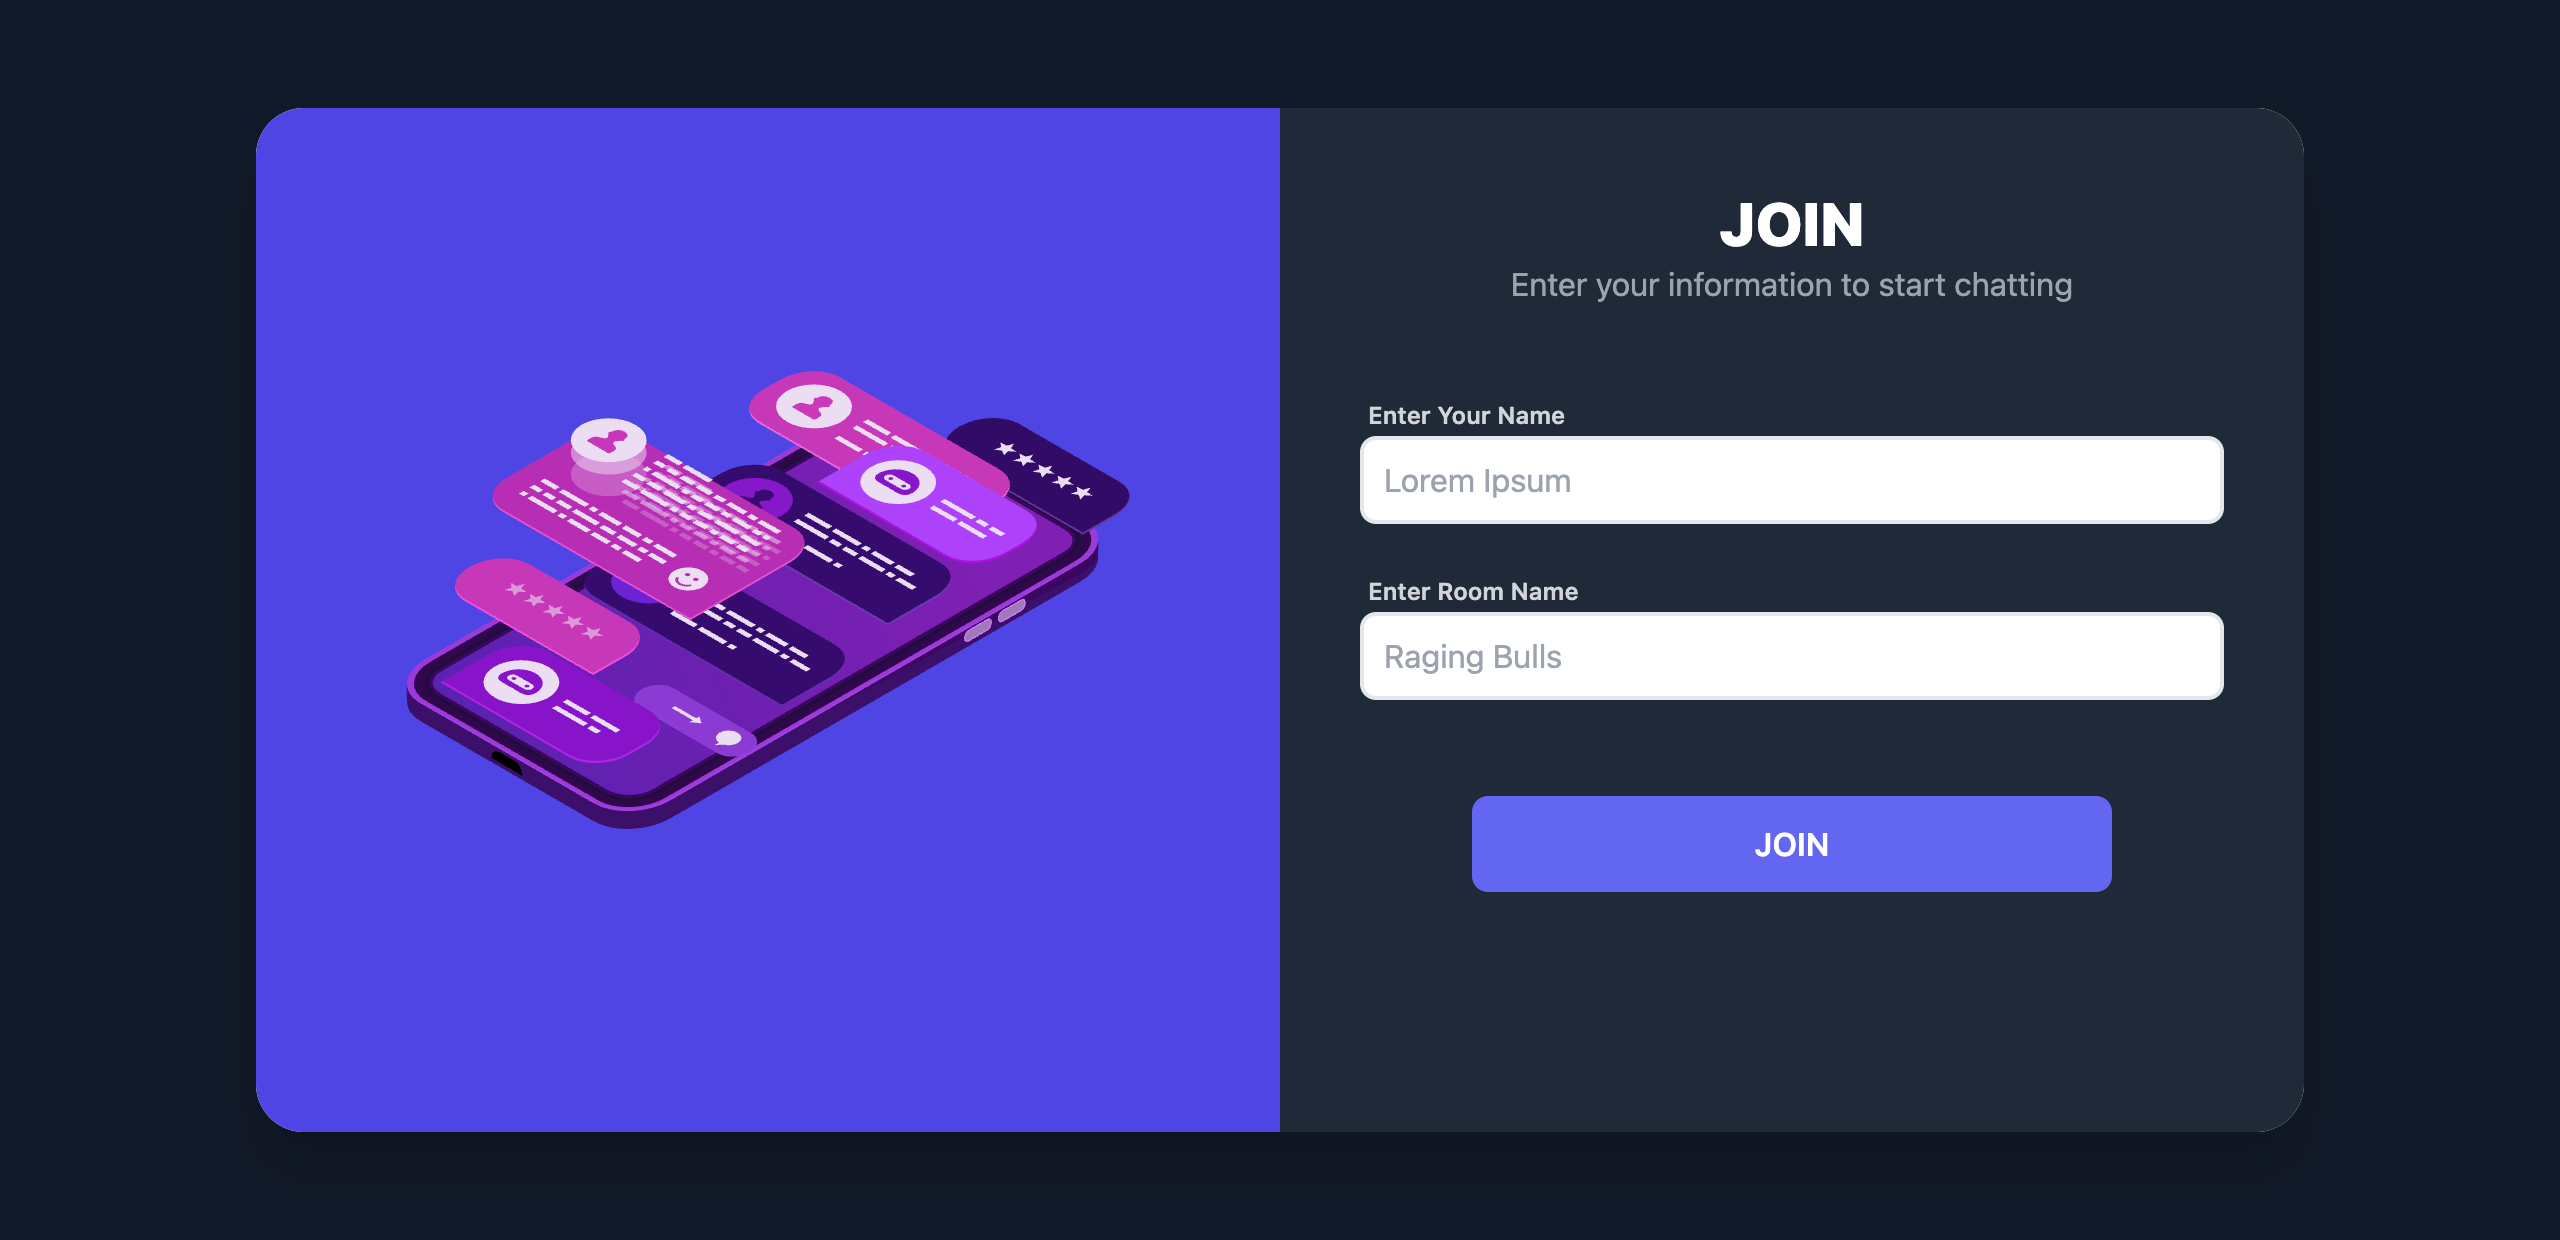 JOIN
Enter your information to start chatting
Enter Your Name
Lorem Ipsum
Enter Room Name
Raging Bulls
JOIN